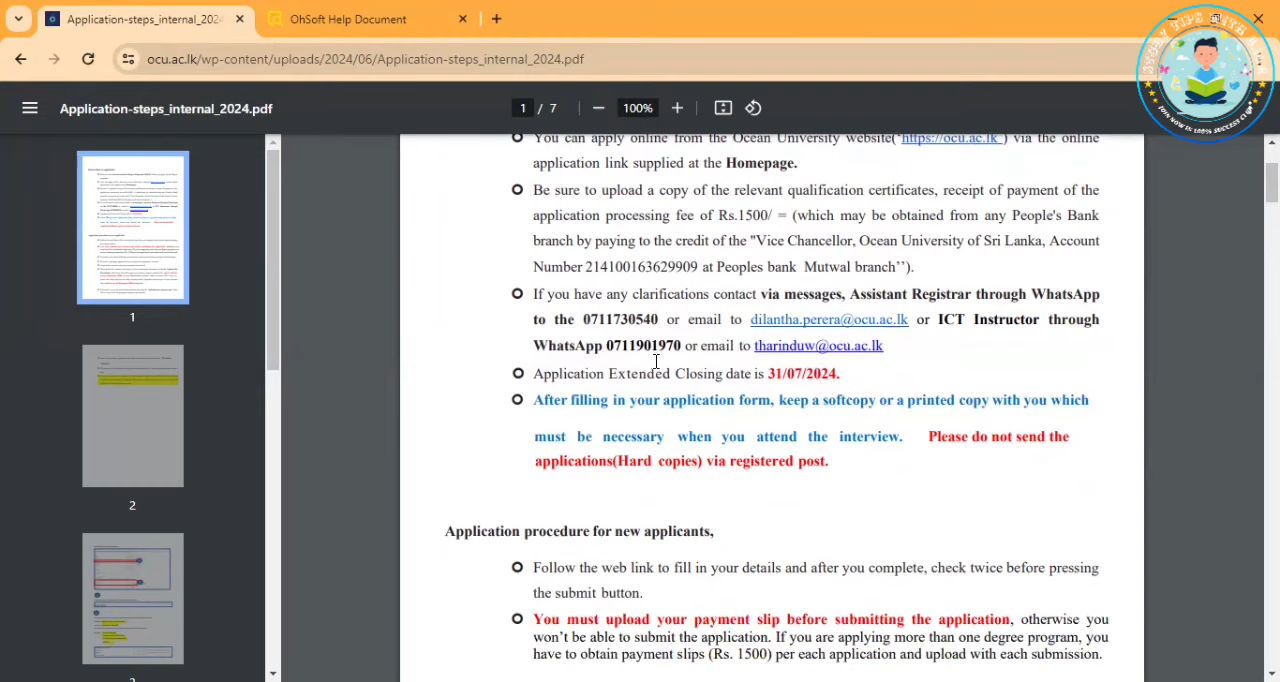 Application-steps_internal_2024
OhSoft Help Document
ocu.ac.lk/wp-content/uploads/2024/06/Application-steps_internal_2024.pdf
Application-steps_internal_2024.pdf
1 / 7
100%
STUDY TIPS WITH
JOIN NOW IN 100% SUCCESS CLUB
You can apply online from the Ocean University website("https://ocu.ac.lk") via the online
application link supplied at the Homepage.
Be sure to upload a copy of the relevant qualification certificates, receipt of payment of the
application processing fee of Rs.1500/ = (which may be obtained from any People's Bank
branch by paying to the credit of the "Vice Chancellor, Ocean University of Sri Lanka, Account
Number 214100163629909 at Peoples bank Mutwal branch’’).
If you have any clarifications contact via messages, Assistant Registrar through WhatsApp
to the 0711730540 or email to dilantha.perera@ocu.ac.lk or ICT Instructor through
WhatsApp 0711901970 or email to tharinduw@ocu.ac.lk
Application Extended Closing date is 31/07/2024.
After filling in your application form, keep a softcopy or a printed copy with you which
must be necessary when you attend the interview. Please do not send the
applications(Hard copies) via registered post.
Application procedure for new applicants,
Follow the web link to fill in your details and after you complete, check twice before pressing
the submit button.
You must upload your payment slip before submitting the application, otherwise you
won't be able to submit the application. If you are applying more than one degree program, you
have to obtain payment slips (Rs. 1500) per each application and upload with each submission.
1
2